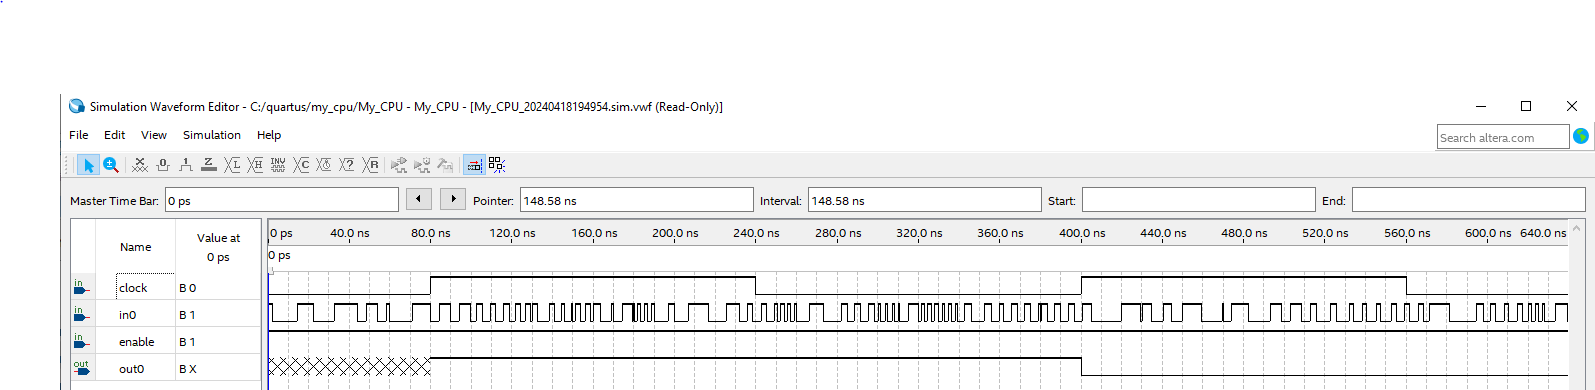 Simulation Waveform Editor - C:/quartus/my_cpu/My_CPU - My_CPU - [My_CPU_20240418194954.sim.vwf (Read-Only)]
File Edit View Simulation Help
Search altera.com
Master Time Bar: 0 ps Pointer: 148.58 ns Interval: 148.58 ns Start: End:
Name Value at 0 ps
0 ps 40.0 ns 80.0 ns 120.0 ns 160.0 ns 200.0 ns 240.0 ns 280.0 ns 320.0 ns 360.0 ns 400.0 ns 440.0 ns 480.0 ns 520.0 ns 560.0 ns 600.0 ns 640.0 ns
0 ps
in clock B 0
in in0 B 1
in enable B 1
out out0 B X